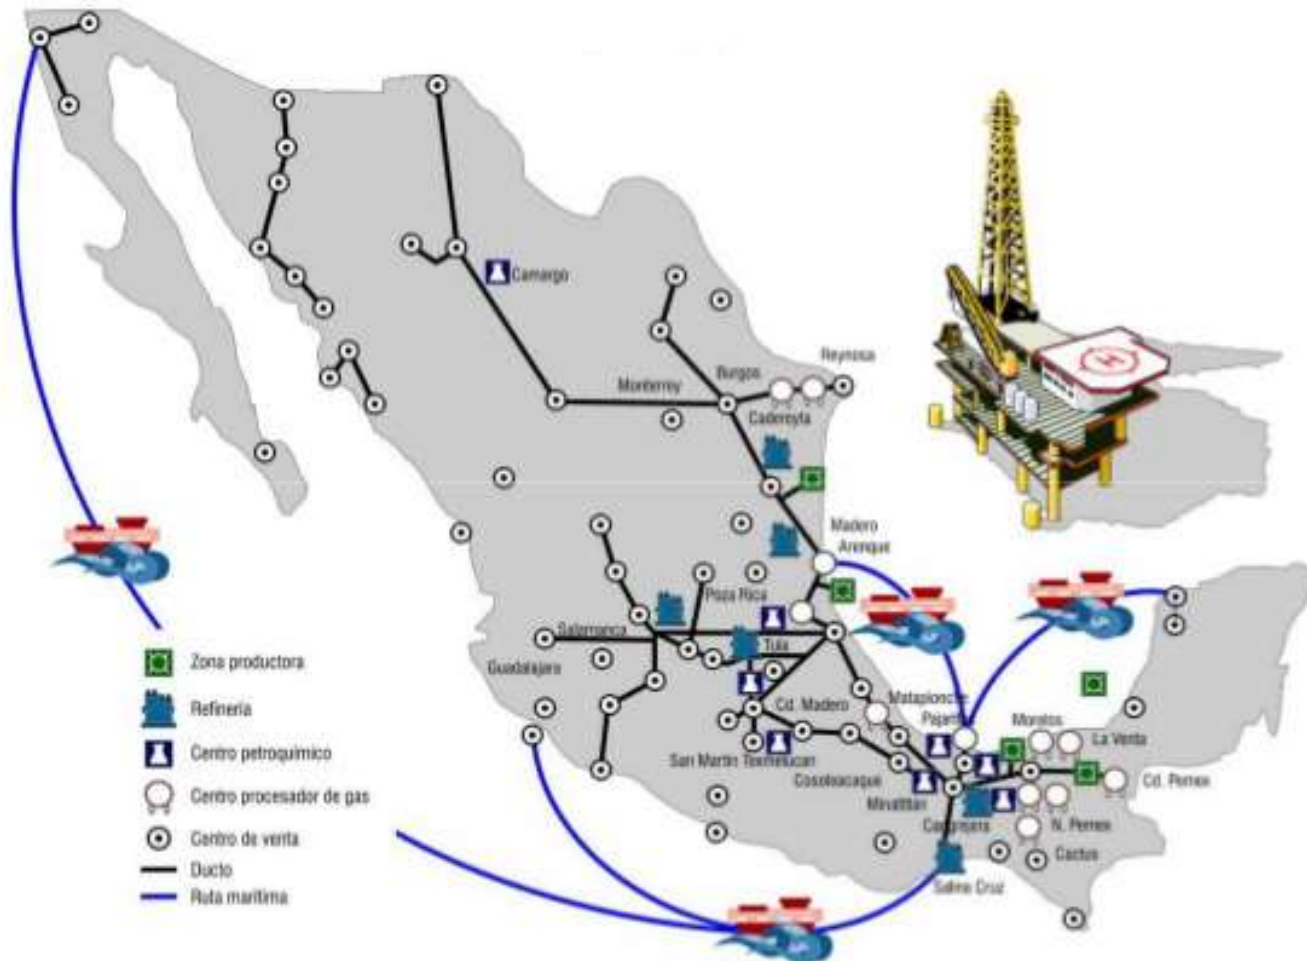 Camargo
Reynosa
Burgos
Monterrey
Cadereyta
Madero
Arenque
Poza Rica
Salamanca
Tula
Guadalajara
Cd. Madero
Matapionche
Pajaritos
Morelos
La Venta
San Martín Texmelucan
Cosoleacaque
Cd. Pemex
Minatitlán
Cangrejera
N. Pemex
Cactus
Salina Cruz
H
Zona productora
Refinería
Centro petroquímico
Centro procesador de gas
Centro de venta
Ducto
Ruta marítima